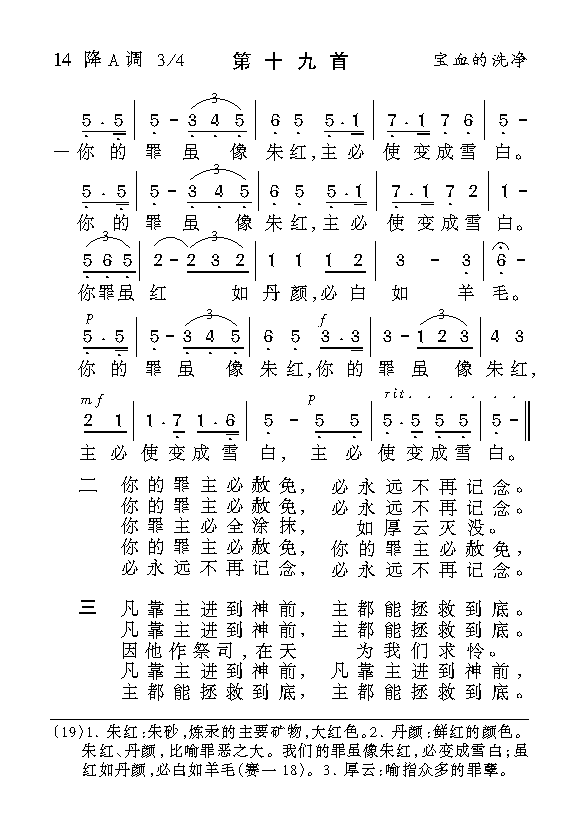 14 降A调 3/4 第十九首 宝血的洗净
3
5 . 5 | 5 - 3 4 5 | 6 5 5 . 1 | 7 . 1 7 6 | 5 -
一 你的罪虽像朱红,主必使变成雪白。
3
5 . 5 | 5 - 3 4 5 | 6 5 5 . 1 | 7 . 1 7 2 | 1 -
你的罪虽像朱红,主必使变成雪白。
3 3
5 6 5 | 2 - 2 3 2 | 1 1 1 2 | 3 - 3 | 6 -
你罪虽红如丹颜,必白如羊毛。
p 3 f 3
5 . 5 | 5 - 3 4 5 | 6 5 3 . 3 | 3 - 1 2 3 | 4 3
你的罪虽像朱红,你的罪虽像朱红,
mf p rit. . . . . .
2 1 | 1 · 7 1 · 6 | 5 - 5 5 | 5 · 5 5 5 | 5 - ‖
主必使变成雪白,主必使变成雪白。
二 你的罪主必赦免,必永远不再记念。
你的罪主必赦免,必永远不再记念。
你罪主必全涂抹,如厚云灭没。
你的罪主必赦免,你的罪主必赦免,
必永远不再记念,必永远不再记念。
三 凡靠主进到神前,主都能拯救到底。
凡靠主进到神前,主都能拯救到底。
因他作祭司,在天为我们求怜。
凡靠主进到神前,凡靠主进到神前,
主都能拯救到底,主都能拯救到底。
(19)1. 朱红:朱砂,炼汞的主要矿物,大红色。2. 丹颜:鲜红的颜色。
朱红、丹颜,比喻罪恶之大。我们的罪虽像朱红,必变成雪白;虽
红如丹颜,必白如羊毛(赛一18)。3. 厚云:喻指众多的罪孽。